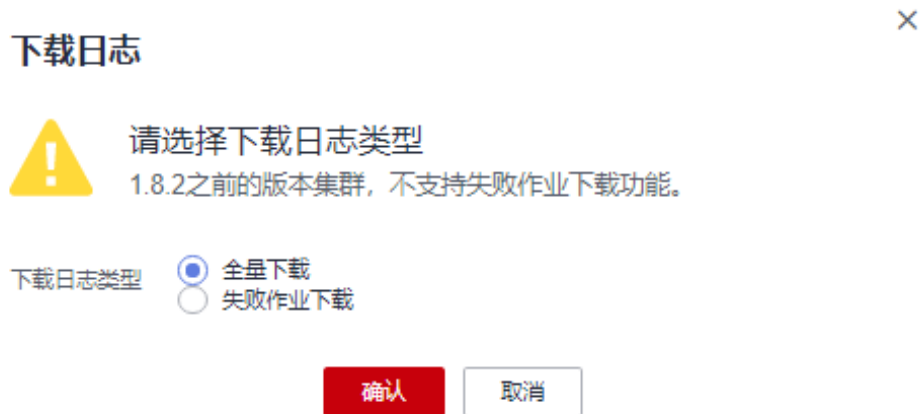 下载日志
请选择下载日志类型
1.8.2之前的版本集群，不支持失败作业下载功能。
下载日志类型
全量下载
失败作业下载
确认
取消